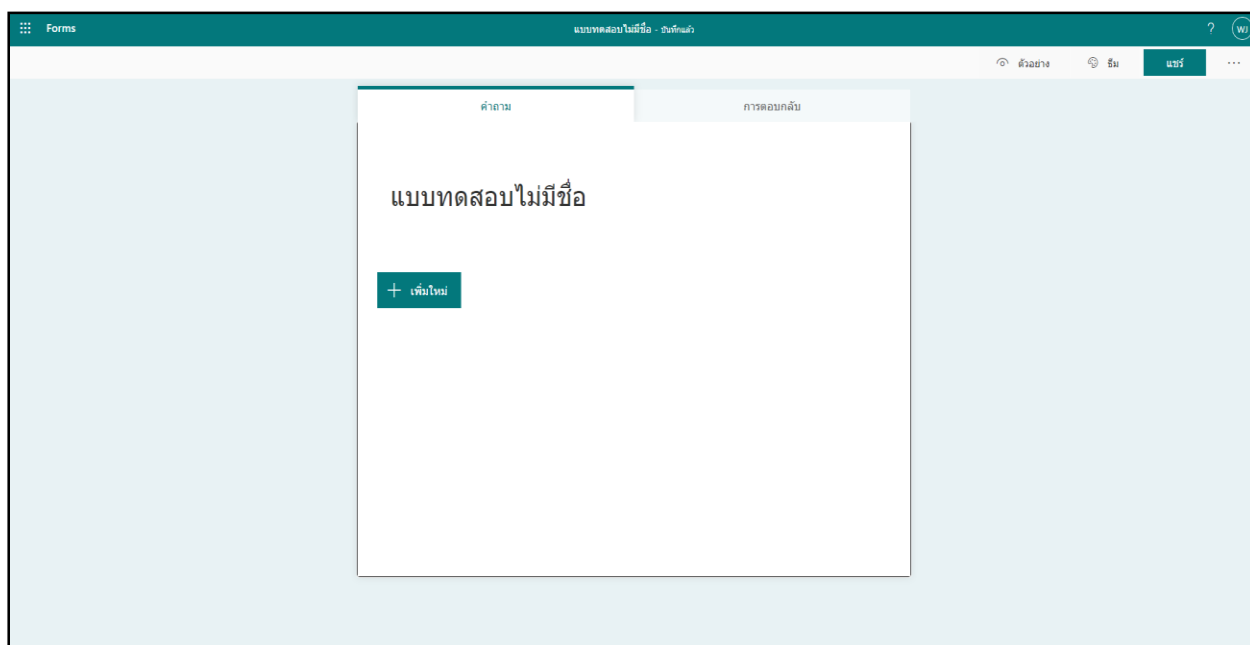 Forms
แบบทดสอบไม่มีชื่อ - บันทึกแล้ว
? WJ
ตัวอย่าง ธีม แชร์ ...
คำถาม การตอบกลับ
แบบทดสอบไม่มีชื่อ
+ เพิ่มใหม่